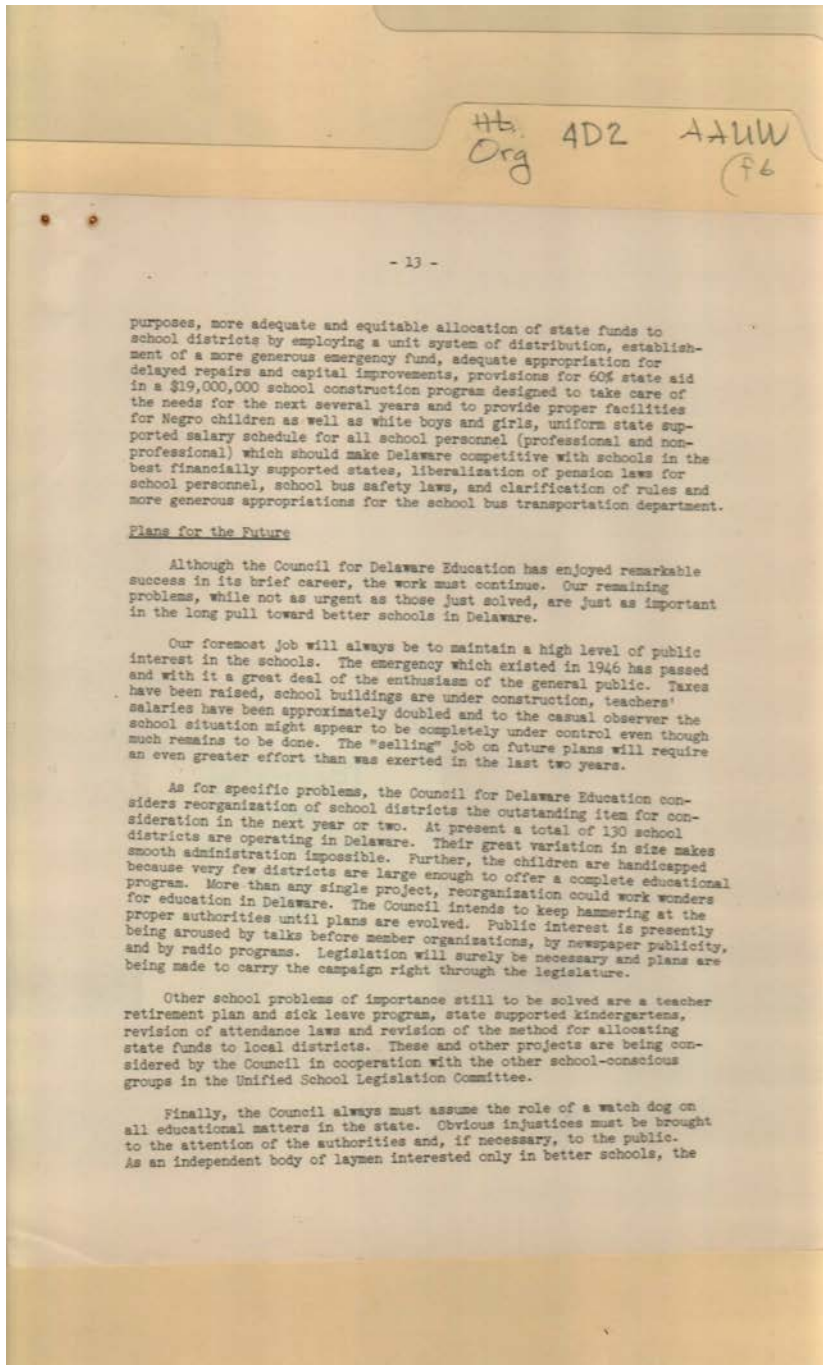 Hb. 4D2 AAUW
Org (f6
- 13 -
purposes, more adequate and equitable allocation of state funds to
school districts by employing a unit system of distribution, establish-
ment of a more generous emergency fund, adequate appropriation for
delayed repairs and capital improvements, provisions for 60% state aid
in a $19,000,000 school construction program designed to take care of
the needs for the next several years and to provide proper facilities
for Negro children as well as white boys and girls, uniform state sup-
ported salary schedule for all school personnel (professional and non-
professional) which should make Delaware competitive with schools in the
best financially supported states, liberalization of pension laws for
school personnel, school bus safety laws, and clarification of rules and
more generous appropriations for the school bus transportation department.
Plans for the Future
Although the Council for Delaware Education has enjoyed remarkable
success in its brief career, the work must continue. Our remaining
problems, while not as urgent as those just solved, are just as important
in the long pull toward better schools in Delaware.
Our foremost job will always be to maintain a high level of public
interest in the schools. The emergency which existed in 1946 has passed
and with it a great deal of the enthusiasm of the general public. Taxes
have been raised, school buildings are under construction, teachers'
salaries have been approximately doubled and to the casual observer the
school situation might appear to be completely under control even though
much remains to be done. The "selling" job on future plans will require
an even greater effort than was exerted in the last two years.
As for specific problems, the Council for Delaware Education con-
siders reorganization of school districts the outstanding item for con-
sideration in the next year or two. At present a total of 130 school
districts are operating in Delaware. Their great variation in size makes
smooth administration impossible. Further, the children are handicapped
because very few districts are large enough to offer a complete educational
program. More than any single project, reorganization could work wonders
for education in Delaware. The Council intends to keep hammering at the
proper authorities until plans are evolved. Public interest is presently
being aroused by talks before member organizations, by newspaper publicity,
and by radio programs. Legislation will surely be necessary and plans are
being made to carry the campaign right through the legislature.
Other school problems of importance still to be solved are a teacher
retirement plan and sick leave program, state supported kindergartens,
revision of attendance laws and revision of the method for allocating
state funds to local districts. These and other projects are being con-
sidered by the Council in cooperation with the other school-conscious
groups in the Unified School Legislation Committee.
Finally, the Council always must assume the role of a watch dog on
all educational matters in the state. Obvious injustices must be brought
to the attention of the authorities and, if necessary, to the public.
As an independent body of laymen interested only in better schools, the